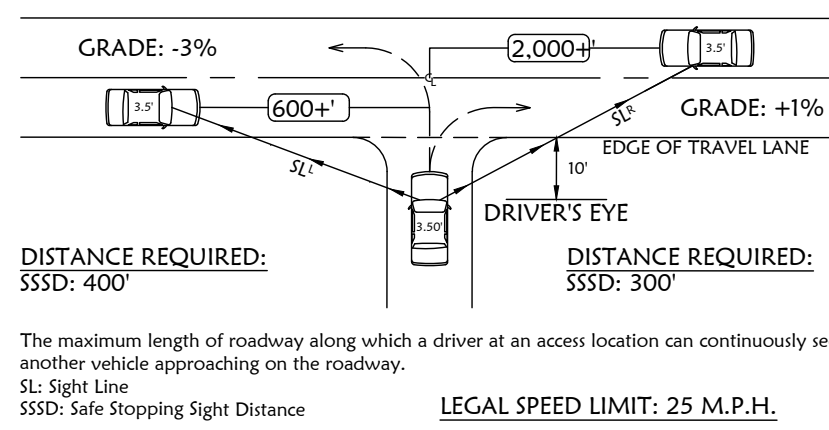 GRADE: -3%
2,000+'
3.5'
3.5'
600+'
℄
SLR
GRADE: +1%
EDGE OF TRAVEL LANE
SLL
10'
DRIVER'S EYE
3.50'
DISTANCE REQUIRED:
SSSD: 400'
DISTANCE REQUIRED:
SSSD: 300'
The maximum length of roadway along which a driver at an access location can continuously se
another vehicle approaching on the roadway.
SL: Sight Line
SSSD: Safe Stopping Sight Distance
LEGAL SPEED LIMIT: 25 M.P.H.